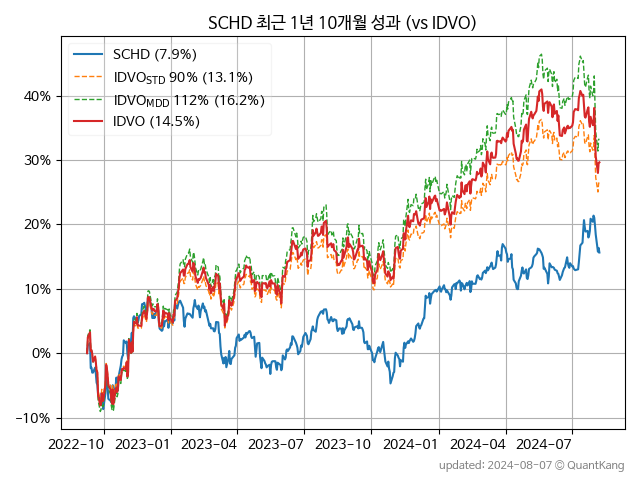 SCHD 최근 1년 10개월 성과 (vs IDVO)
SCHD (7.9%)
IDVO_STD 90% (13.1%)
IDVO_MDD 112% (16.2%)
IDVO (14.5%)
40%
30%
20%
10%
0%
−10%
2022−10 2023−01 2023−04 2023−07 2023−10 2024−01 2024−04 2024−07
updated: 2024-08-07 © QuantKang